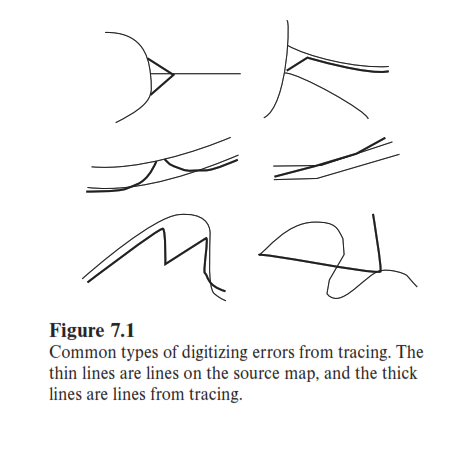 Figure 7.1
Common types of digitizing errors from tracing. The
thin lines are lines on the source map, and the thick
lines are lines from tracing.